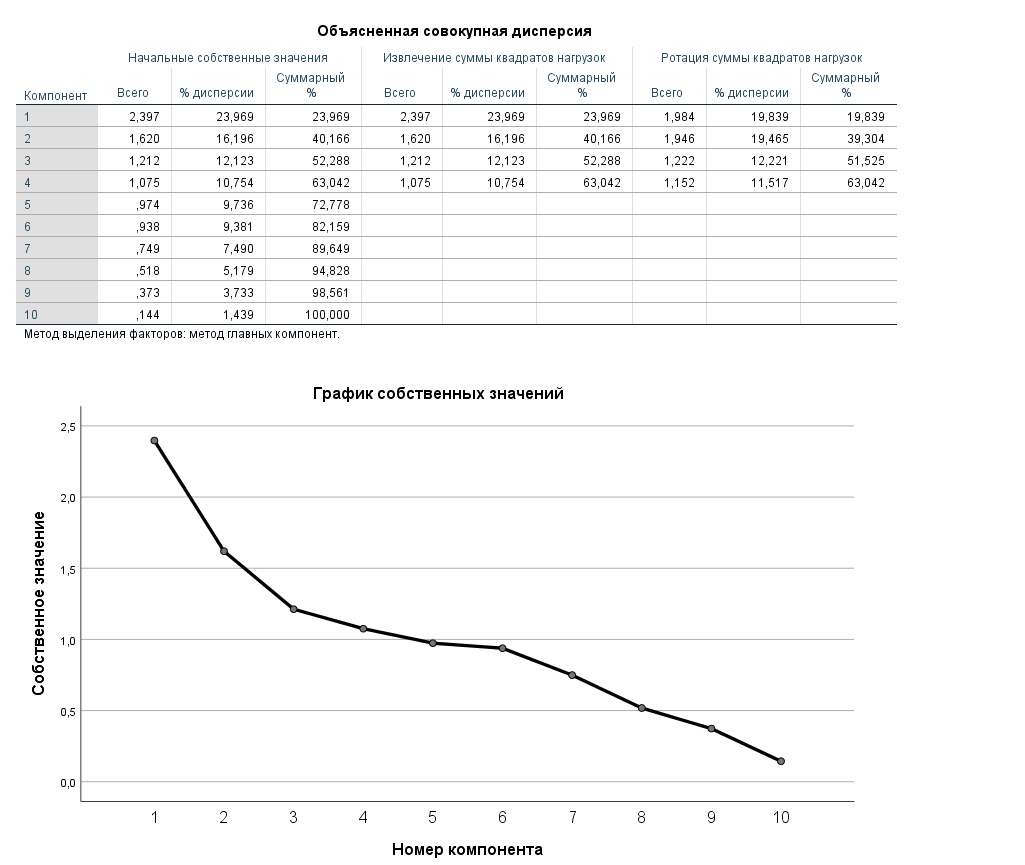 Объясненная совокупная дисперсия
Начальные собственные значения Извлечение суммы квадратов нагрузок Ротация суммы квадратов нагрузок
Компонент Всего % дисперсии Суммарный % Всего % дисперсии Суммарный % Всего % дисперсии Суммарный %
1 2,397 23,969 23,969 2,397 23,969 23,969 1,984 19,839 19,839
2 1,620 16,196 40,166 1,620 16,196 40,166 1,946 19,465 39,304
3 1,212 12,123 52,288 1,212 12,123 52,288 1,222 12,221 51,525
4 1,075 10,754 63,042 1,075 10,754 63,042 1,152 11,517 63,042
5 ,974 9,736 72,778
6 ,938 9,381 82,159
7 ,749 7,490 89,649
8 ,518 5,179 94,828
9 ,373 3,733 98,561
10 ,144 1,439 100,000
Метод выделения факторов: метод главных компонент.
График собственных значений
Собственное значение
2,5
2,0
1,5
1,0
0,5
0,0
1 2 3 4 5 6 7 8 9 10
Номер компонента